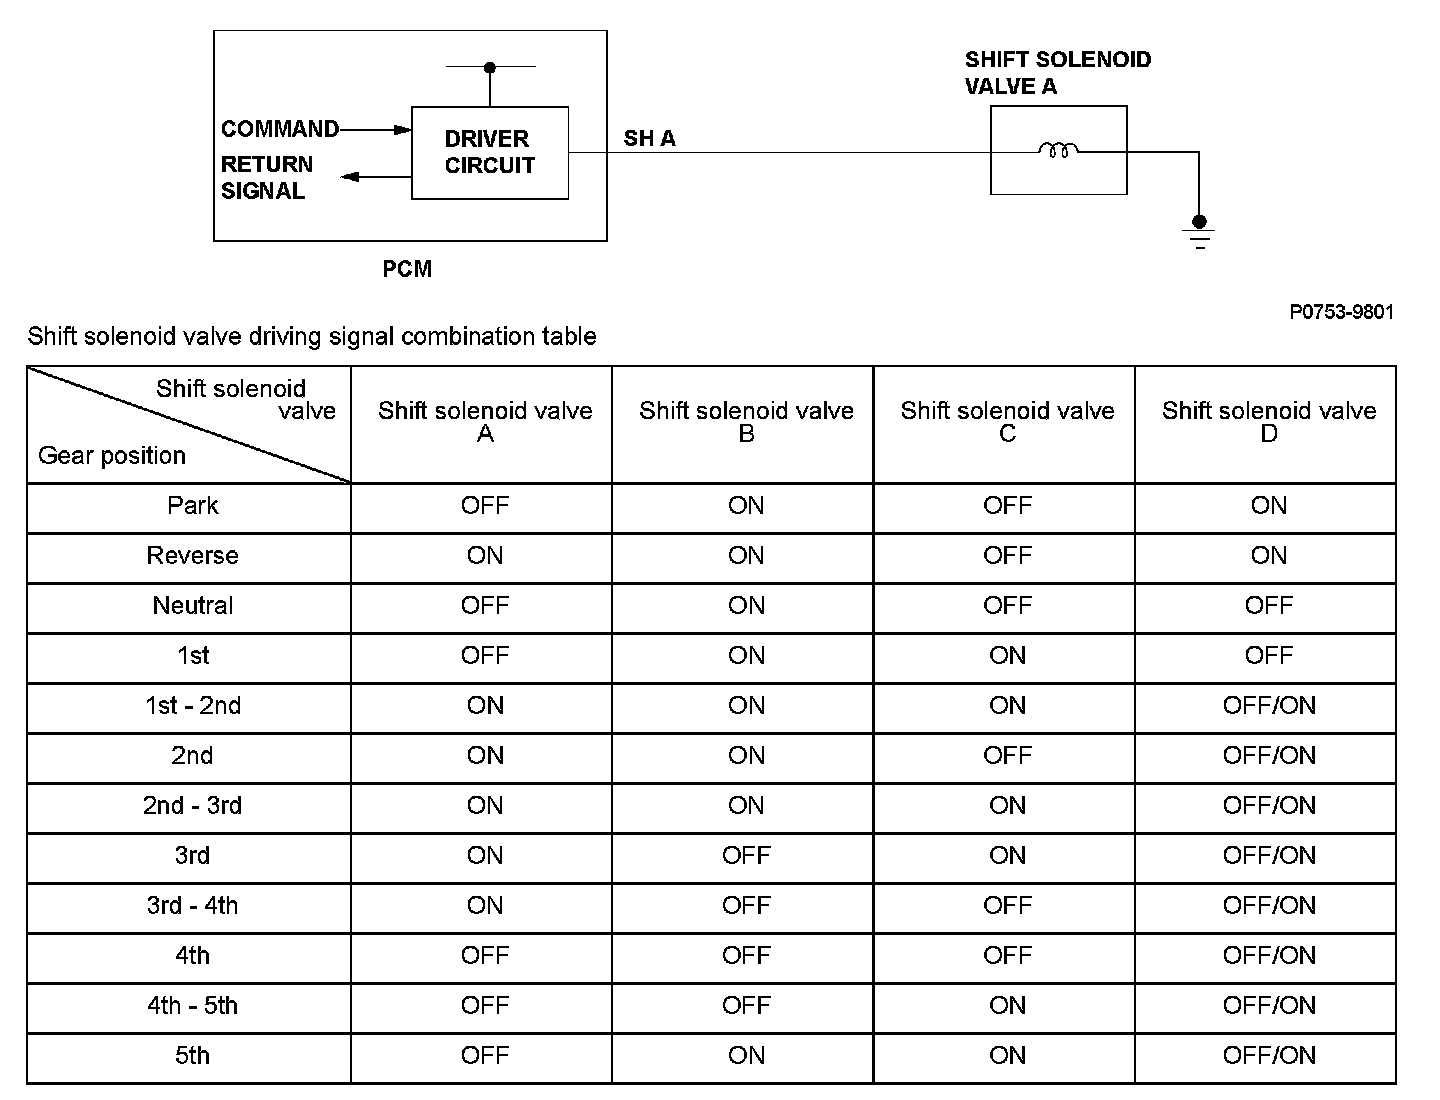 COMMAND
RETURN
SIGNAL
DRIVER
CIRCUIT
SH A
SHIFT SOLENOID
VALVE A
PCM
P0753-9801
Shift solenoid valve driving signal combination table
Shift solenoid
valve
Gear position
Shift solenoid valve
A
Shift solenoid valve
B
Shift solenoid valve
C
Shift solenoid valve
D
Park OFF ON OFF ON
Reverse ON ON OFF ON
Neutral OFF ON OFF OFF
1st OFF ON ON OFF
1st - 2nd ON ON ON OFF/ON
2nd ON ON OFF OFF/ON
2nd - 3rd ON ON ON OFF/ON
3rd ON OFF ON OFF/ON
3rd - 4th ON OFF OFF OFF/ON
4th OFF OFF OFF OFF/ON
4th - 5th OFF OFF ON OFF/ON
5th OFF ON ON OFF/ON